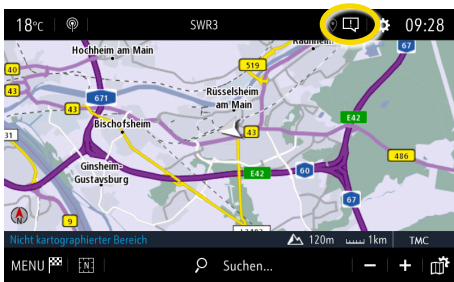 18°C
SWR3
09:28
Hochheim am Main
67
519
40
43
671
43
Rüsselsheim
am Main
Bischofsheim
43
E42
31
486
Ginsheim-
Gustavsburg
E42
60
67
N
9
Nicht kartographierter Bereich
120m
1km
TMC
MENU
N
Suchen...
− +